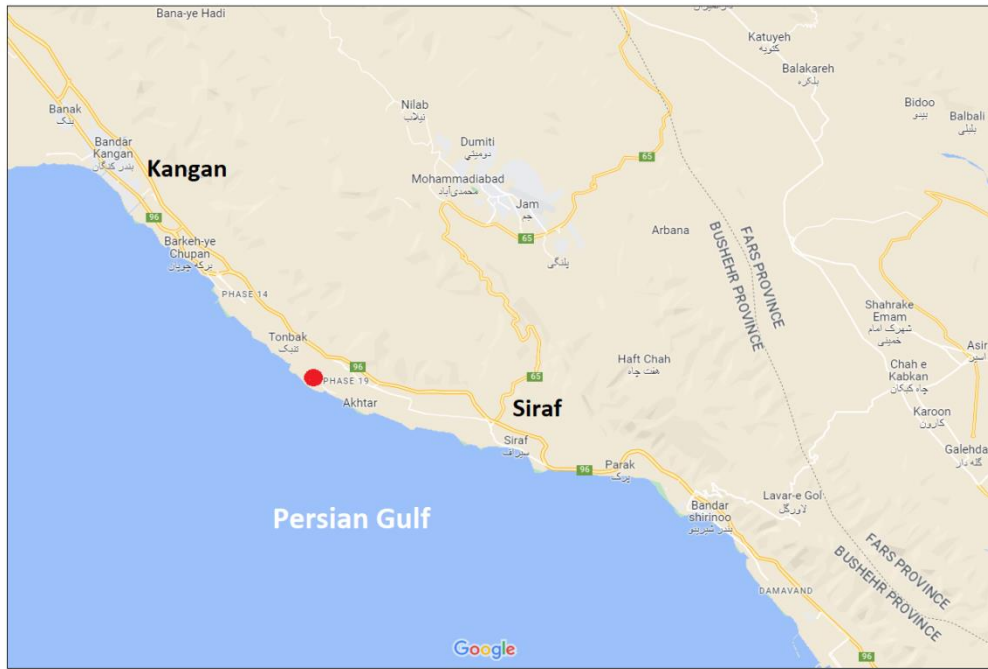 Bana-ye Hadi
Katuyeh
کتویه
Balakareh
بلکره
Bidoo
بیدو
Balbali
بلبلی
Nilab
نیلاب
Banak
بنک
Bandar
Kangan
بندر کنگان
Kangan
Dumiti
دومیتی
65
Mohammadiabad
محمدی‌آباد
Jam
جم
96
65
Arbana
پلنگی
Barkeh-ye
Chupan
برکه چوپان
FARS PROVINCE
BUSHEHR PROVINCE
PHASE 14
Shahrake
Emam
شهرک امام
خمینی
Tonbak
تنبک
96
PHASE 19
65
Haft Chah
هفت چاه
Asir
اسیر
Chah e
Kabkan
چاه کبکان
Akhtar
Siraf
Karoon
کارون
Siraf
سیراف
Galehda
گله دار
Parak
پرک
96
Lavar-e Gol
لاورگل
Bandar
shirinoo
بندر شیرینو
Persian Gulf
FARS PROVINCE
BUSHEHR PROVINCE
DAMAVAND
96
Google